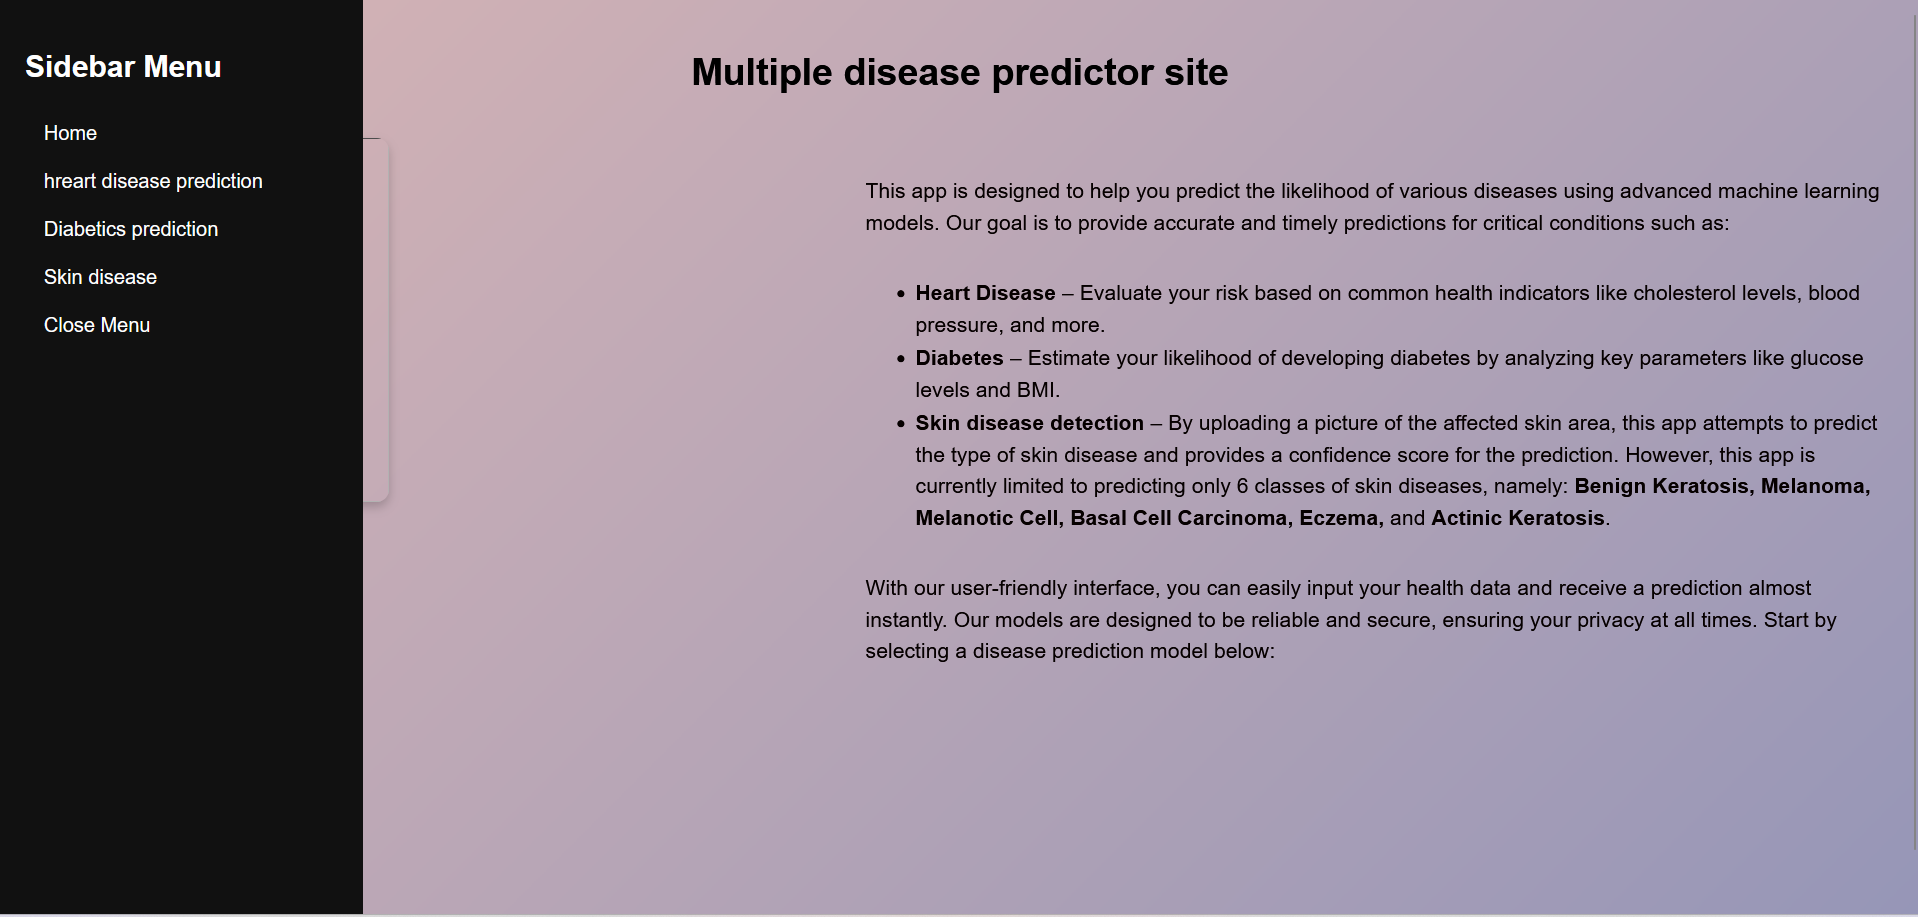 Sidebar Menu
Home
hreart disease prediction
Diabetics prediction
Skin disease
Close Menu
Multiple disease predictor site
This app is designed to help you predict the likelihood of various diseases using advanced machine learning
models. Our goal is to provide accurate and timely predictions for critical conditions such as:
• Heart Disease – Evaluate your risk based on common health indicators like cholesterol levels, blood
pressure, and more.
• Diabetes – Estimate your likelihood of developing diabetes by analyzing key parameters like glucose
levels and BMI.
• Skin disease detection – By uploading a picture of the affected skin area, this app attempts to predict
the type of skin disease and provides a confidence score for the prediction. However, this app is
currently limited to predicting only 6 classes of skin diseases, namely: Benign Keratosis, Melanoma,
Melanotic Cell, Basal Cell Carcinoma, Eczema, and Actinic Keratosis.
With our user-friendly interface, you can easily input your health data and receive a prediction almost
instantly. Our models are designed to be reliable and secure, ensuring your privacy at all times. Start by
selecting a disease prediction model below: